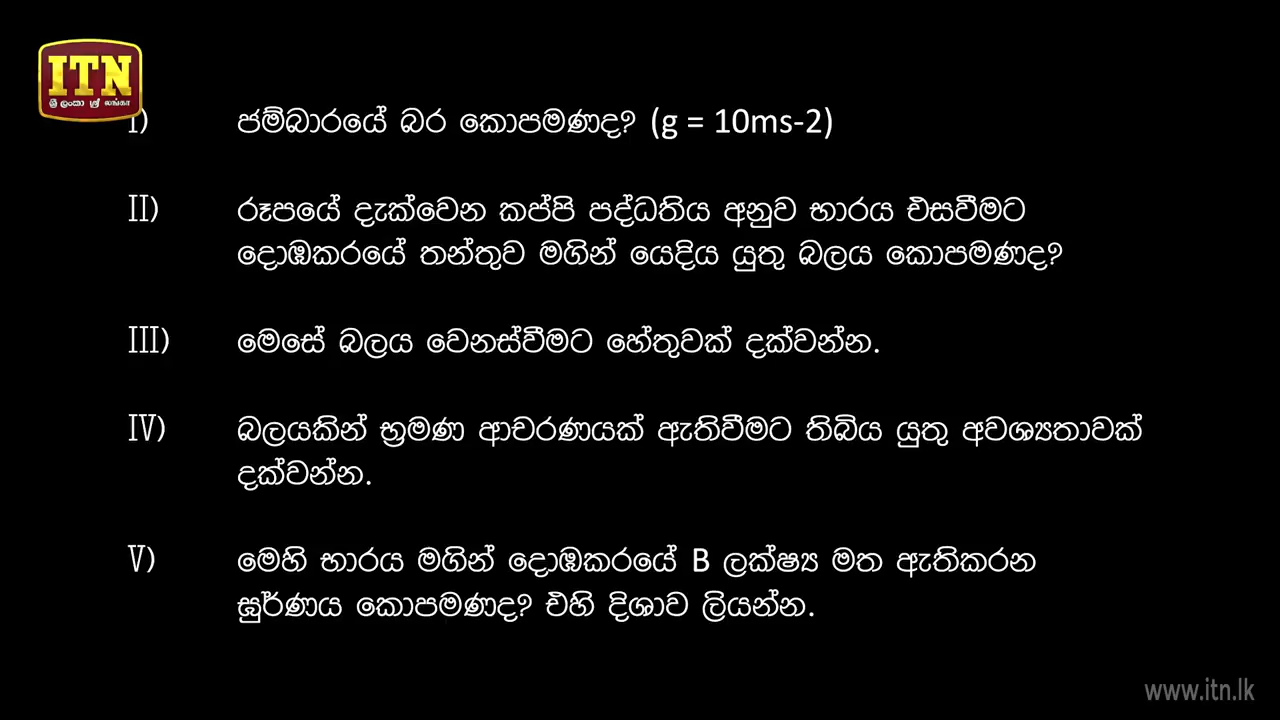 ITN
ශ්‍රී ලංකා ஸ்ரீ லங்கா
I) ජම්බාරයේ බර කොපමණද? (g = 10ms-2)
II) රූපයේ දැක්වෙන කප්පි පද්ධතිය අනුව භාරය එසවීමට
දොඹකරයේ තන්තුව මගින් යෙදිය යුතු බලය කොපමණද?
III) මෙසේ බලය වෙනස්වීමට හේතුවක් දක්වන්න.
IV) බලයකින් භ්‍රමණ ආචරණයක් ඇතිවීමට තිබිය යුතු අවශ්‍යතාවක්
දක්වන්න.
V) මෙහි භාරය මගින් දොඹකරයේ B ලක්ෂ්‍ය මත ඇතිකරන
ඝුර්ණය කොපමණද? එහි දිශාව ලියන්න.
www.itn.lk